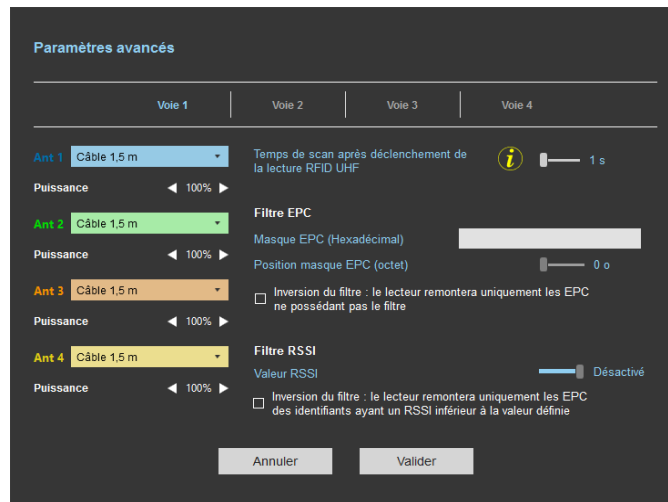 Paramètres avancés
Voie 1
Voie 2
Voie 3
Voie 4
Ant 1
Câble 1,5 m
Puissance
100%
Ant 2
Câble 1,5 m
Puissance
100%
Ant 3
Câble 1,5 m
Puissance
100%
Ant 4
Câble 1,5 m
Puissance
100%
Temps de scan après déclenchement de
la lecture RFID UHF
i
1 s
Filtre EPC
Masque EPC (Hexadécimal)
Position masque EPC (octet)
0 o
Inversion du filtre : le lecteur remontera uniquement les EPC
ne possédant pas le filtre
Filtre RSSI
Valeur RSSI
Désactivé
Inversion du filtre : le lecteur remontera uniquement les EPC
des identifiants ayant un RSSI inférieur à la valeur définie
Annuler
Valider